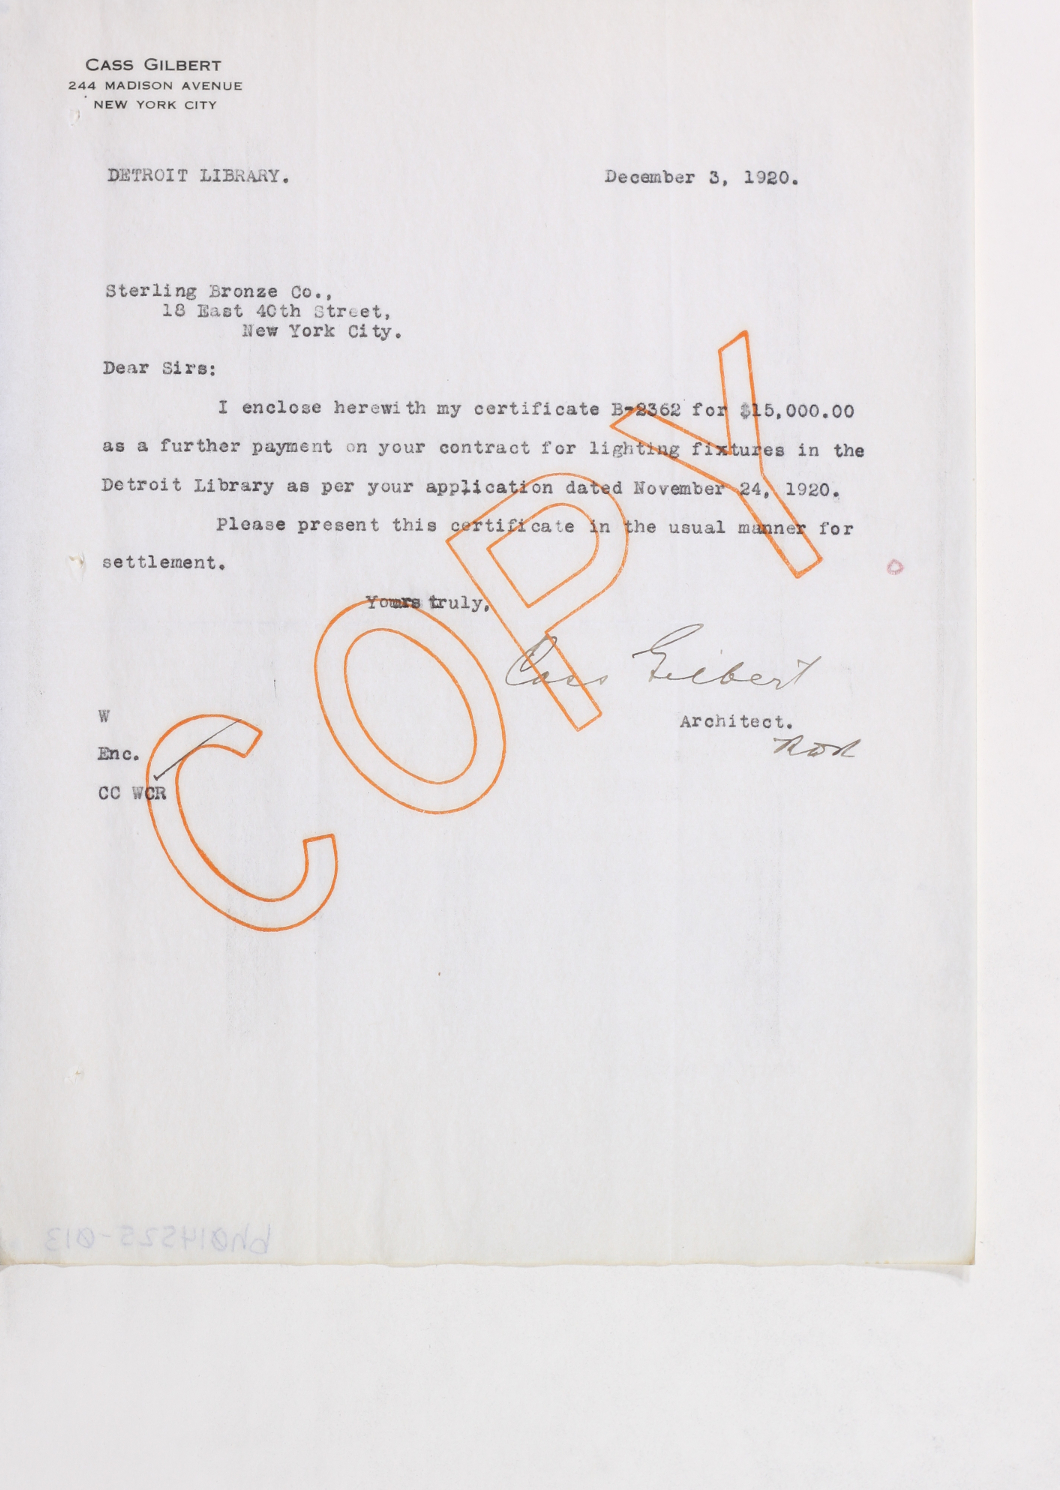 CASS GILBERT
244 MADISON AVENUE
NEW YORK CITY
DETROIT LIBRARY. December 3, 1920.
Sterling Bronze Co.,
18 East 40th Street,
New York City.
Dear Sirs:
I enclose herewith my certificate B-2362 for $15,000.00
as a further payment on your contract for lighting fixtures in the
Detroit Library as per your application dated November 24, 1920.
Please present this certificate in the usual manner for
settlement.
Yours truly,
Cass Gilbert
W
Architect.
Enc.
CC WCR
COPY
bh014525-013